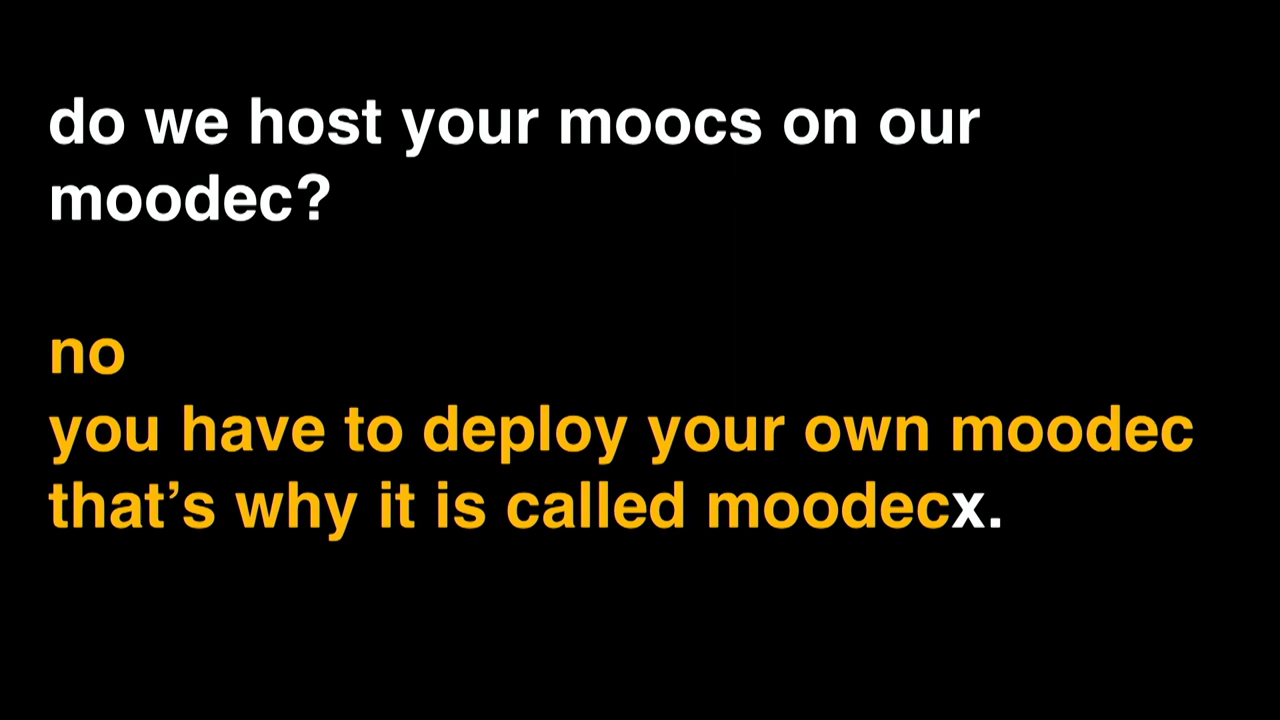 do we host your moocs on our
moodec?
no
you have to deploy your own moodec
that’s why it is called moodecx.